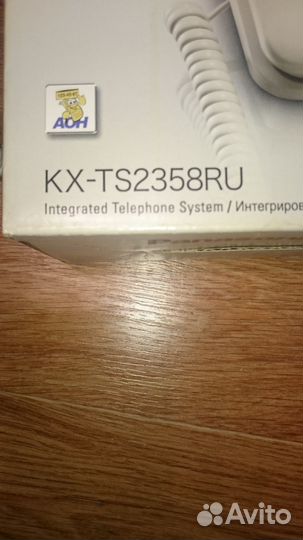 АОН
KX-TS2358RU
Integrated Telephone System / Интегриров
Avito